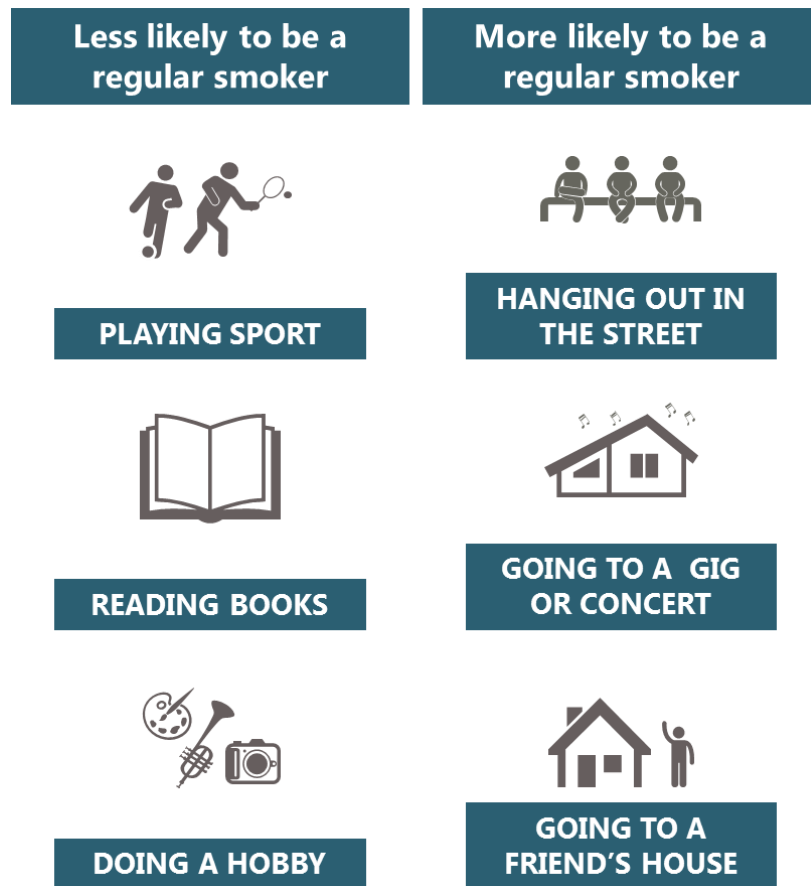 Less likely to be a
regular smoker
More likely to be a
regular smoker
PLAYING SPORT
HANGING OUT IN
THE STREET
READING BOOKS
GOING TO A GIG
OR CONCERT
DOING A HOBBY
GOING TO A
FRIEND'S HOUSE